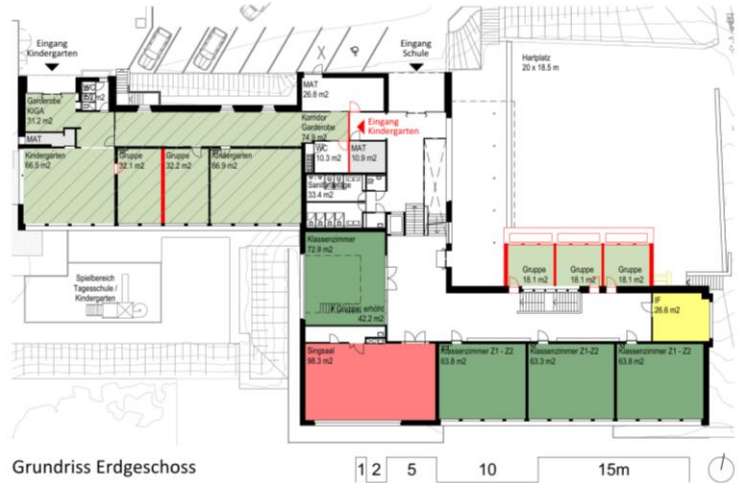 Eingang
Kindergarten
Eingang
Schule
Hartplatz
20 x 18.5 m
MAT
26.8 m2
WC
Garderobe
KIGA
31.2 m2
MAT
Korridor
Garderobe
74.9 m2
Eingang
Kindergarten
WC
10.3 m2
MAT
10.9 m2
Kindergarten
66.5 m2
Gruppe
32.1 m2
Gruppe
32.2 m2
Kindergarten
66.9 m2
Sanitäranlage
33.4 m2
Klassenzimmer
72.9 m2
Gruppe, erhöht
42.2 m2
Spielbereich
Tagesschule /
Kindergarten
Gruppe
18.1 m2
Gruppe
18.1 m2
Gruppe
18.1 m2
IF
26.6 m2
Singsaal
98.3 m2
Klassenzimmer Z1 - Z2
63.8 m2
Klassenzimmer Z1-Z2
63.3 m2
Klassenzimmer Z1 - Z2
63.8 m2
Grundriss Erdgeschoss
1 2 5 10 15m